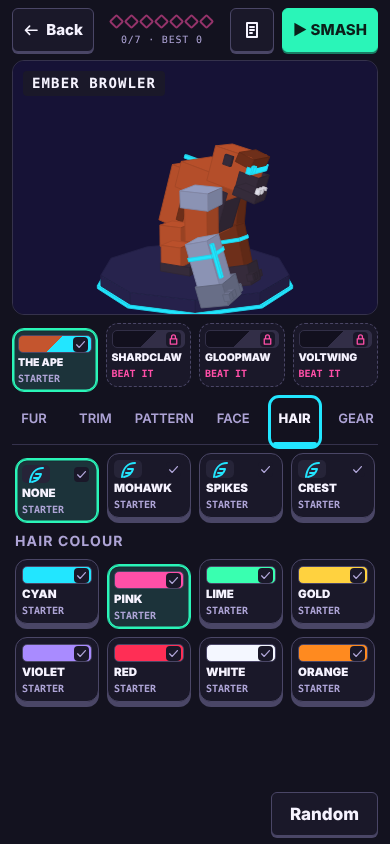 ← Back
0/7 · BEST 0
▶ SMASH
EMBER BROWLER
THE APE
STARTER
SHARDCLAW
BEAT IT
GLOOPMAW
BEAT IT
VOLTWING
BEAT IT
FUR
TRIM
PATTERN
FACE
HAIR
GEAR
NONE
STARTER
MOHAWK
STARTER
SPIKES
STARTER
CREST
STARTER
HAIR COLOUR
CYAN
STARTER
PINK
STARTER
LIME
STARTER
GOLD
STARTER
VIOLET
STARTER
RED
STARTER
WHITE
STARTER
ORANGE
STARTER
Random